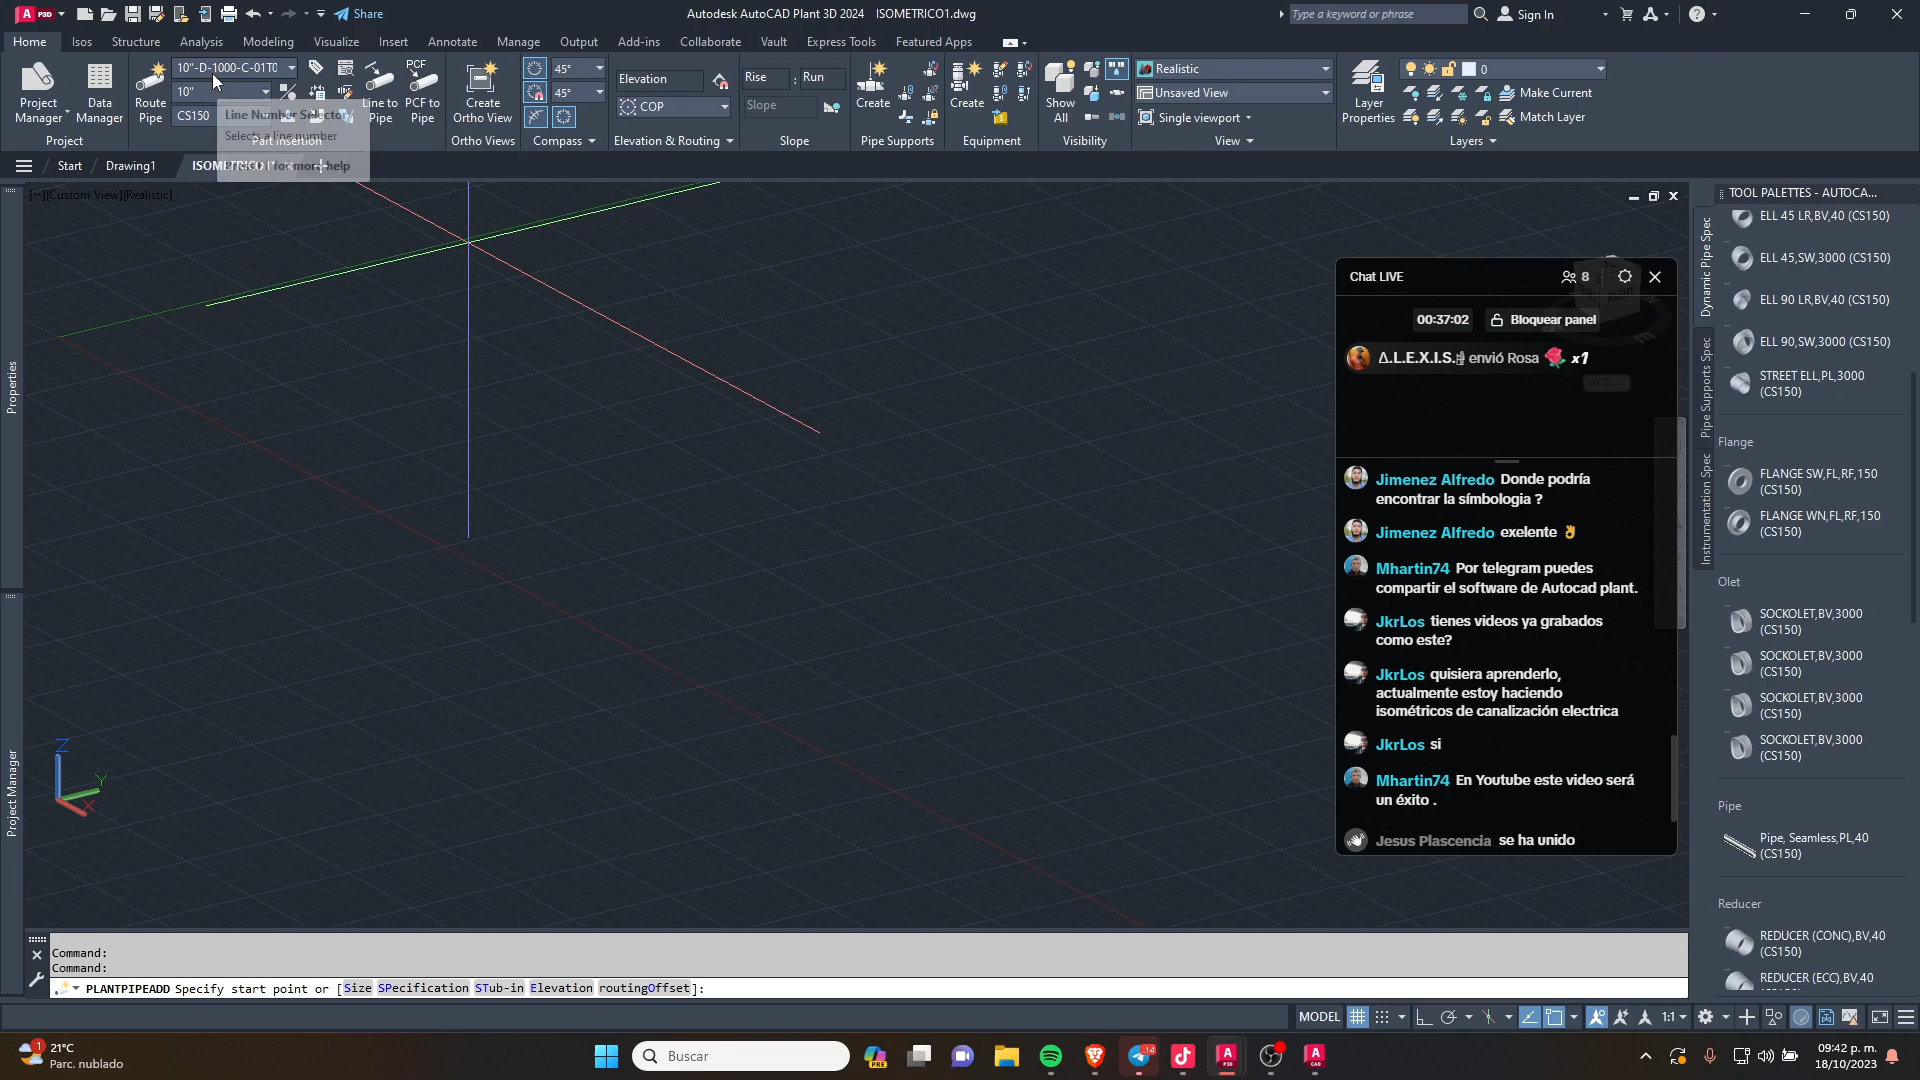 P3D
Share
Autodesk AutoCAD Plant 3D 2024 ISOMETRICO1.dwg
Type a keyword or phrase
Sign In
Home
Isos
Structure
Analysis
Modeling
Visualize
Insert
Annotate
Manage
Output
Add-ins
Collaborate
Vault
Express Tools
Featured Apps
Project Manager
Data Manager
Project
Route Pipe
10"-D-1000-C-01T0
10"
CS150
Line to Pipe
PCF to Pipe
Part Insertion
Line Number Selector
Selects a line number
Create Ortho View
Ortho Views
45°
45°
Compass
Elevation
COP
Elevation & Routing
Rise : Run
Slope
Slope
Create
Pipe Supports
Create
Equipment
Show All
Visibility
Realistic
Unsaved View
Single viewport
View
Layer Properties
0
Make Current
Match Layer
Layers
Start
Drawing1
[−][Custom View][Realistic]
Properties
Project Manager
Z
Y
X
WCS
RIGHT
Chat LIVE
8
00:37:02
Bloquear panel
envió Rosa x1
Jimenez Alfredo Donde podría
encontrar la símbologia ?
Jimenez Alfredo exelente 👌
Mhartin74 Por telegram puedes
compartir el software de Autocad plant.
JkrLos tienes videos ya grabados
como este?
JkrLos quisiera aprenderlo,
actualmente estoy haciendo
isométricos de canalización electrica
JkrLos si
Mhartin74 En Youtube este video será
un éxito .
Jesus Plascencia se ha unido
TOOL PALETTES - AUTOCA...
Dynamic Pipe Spec
Pipe Supports Spec
Instrumentation Spec
ELL 45 LR,BV,40 (CS150)
ELL 45,SW,3000 (CS150)
ELL 90 LR,BV,40 (CS150)
ELL 90,SW,3000 (CS150)
STREET ELL,PL,3000
(CS150)
Flange
FLANGE SW,FL,RF,150
(CS150)
FLANGE WN,FL,RF,150
(CS150)
Olet
SOCKOLET,BV,3000
(CS150)
SOCKOLET,BV,3000
(CS150)
SOCKOLET,BV,3000
(CS150)
SOCKOLET,BV,3000
(CS150)
Pipe
Pipe, Seamless,PL,40
(CS150)
Reducer
REDUCER (CONC),BV,40
(CS150)
REDUCER (ECC),BV,40
Command:
Command:
PLANTPIPEADD Specify start point or [Size SPecification STub-in Elevation routingOffset]:
MODEL
1:1
1
21°C
Parc. nublado
Buscar
PRE
14
09:42 p. m.
18/10/2023